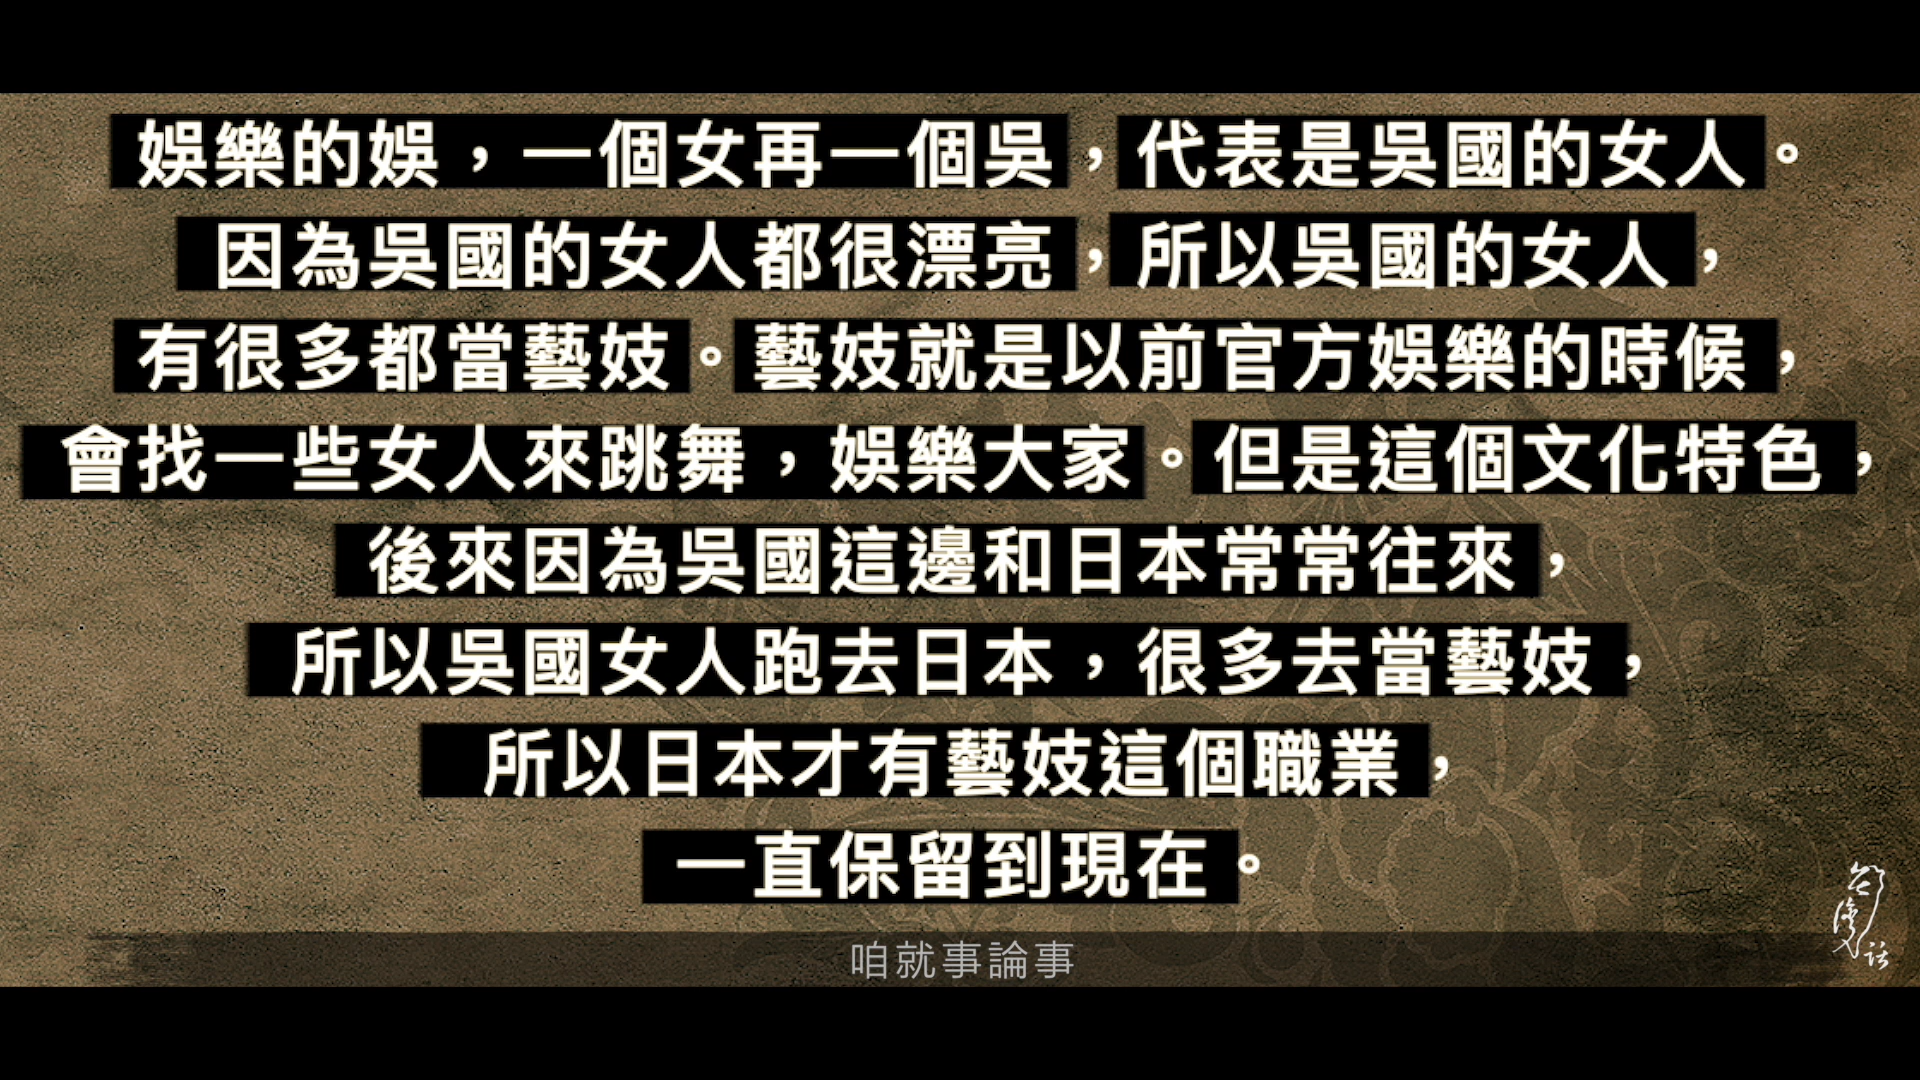 娛樂的娛，一個女再一個吳，代表是吳國的女人。
因為吳國的女人都很漂亮，所以吳國的女人，
有很多都當藝妓。藝妓就是以前官方娛樂的時候，
會找一些女人來跳舞，娛樂大家。但是這個文化特色，
後來因為吳國這邊和日本常常往來，
所以吳國女人跑去日本，很多去當藝妓，
所以日本才有藝妓這個職業，
一直保留到現在。
咱就事論事